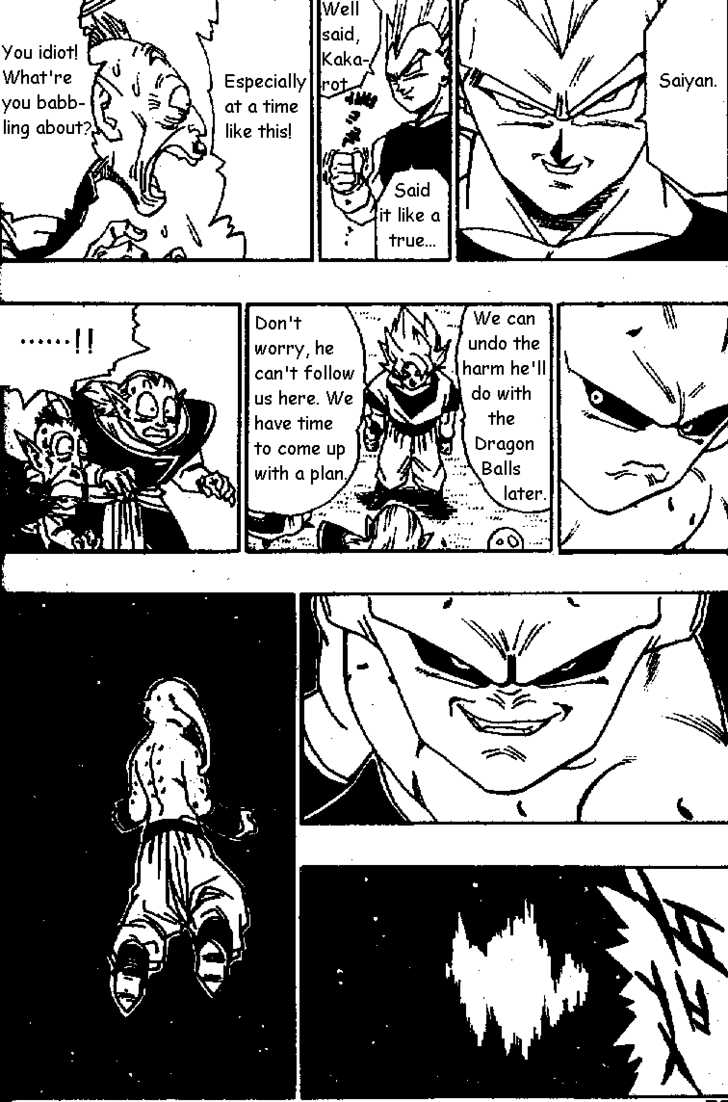 You idiot!
What're
you babb-
ling about?
Especially
at a time
like this!
Well
said,
Kaka-
rot.
Said
it like a
true...
Saiyan.
......!!
Don't
worry, he
can't follow
us here. We
have time
to come up
with a plan.
We can
undo the
harm he'll
do with
the
Dragon
Balls
later.